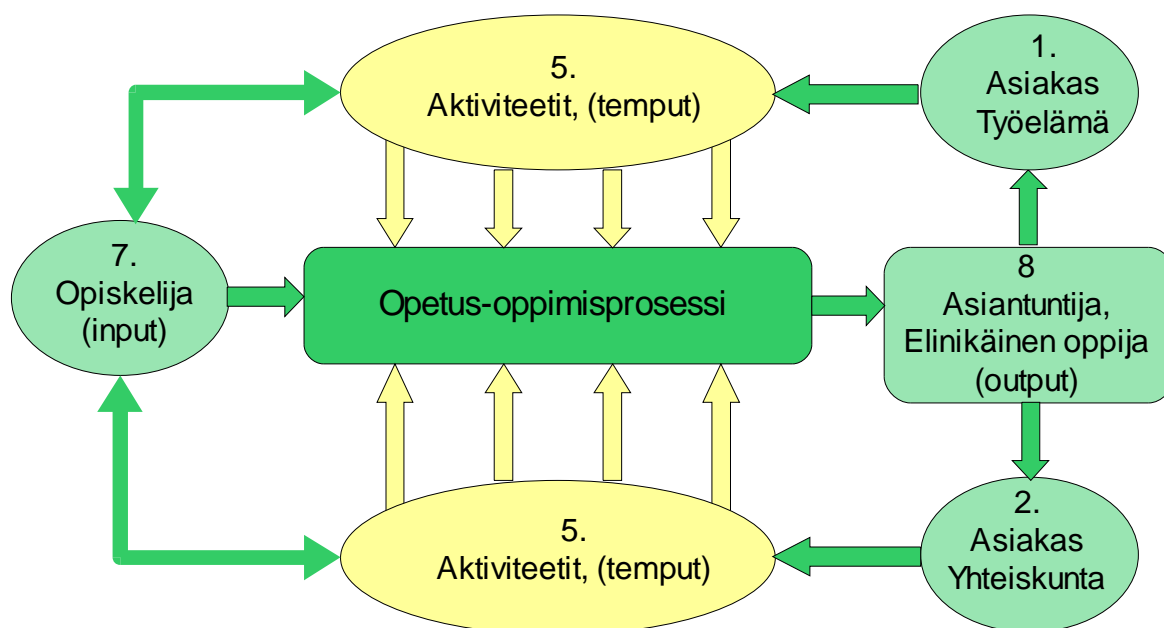 5.
Aktiviteetit, (temput)
1.
Asiakas
Työelämä
7.
Opiskelija
(input)
Opetus-oppimisprosessi
8
Asiantuntija,
Elinikäinen oppija
(output)
5.
Aktiviteetit, (temput)
2.
Asiakas
Yhteiskunta